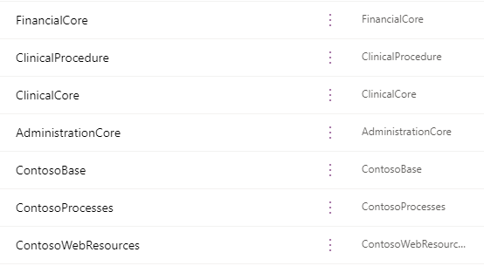 FinancialCore FinancialCore
ClinicalProcedure ClinicalProcedure
ClinicalCore ClinicalCore
AdministrationCore AdministrationCore
ContosoBase ContosoBase
ContosoProcesses ContosoProcesses
ContosoWebResources ContosoWebResourc...